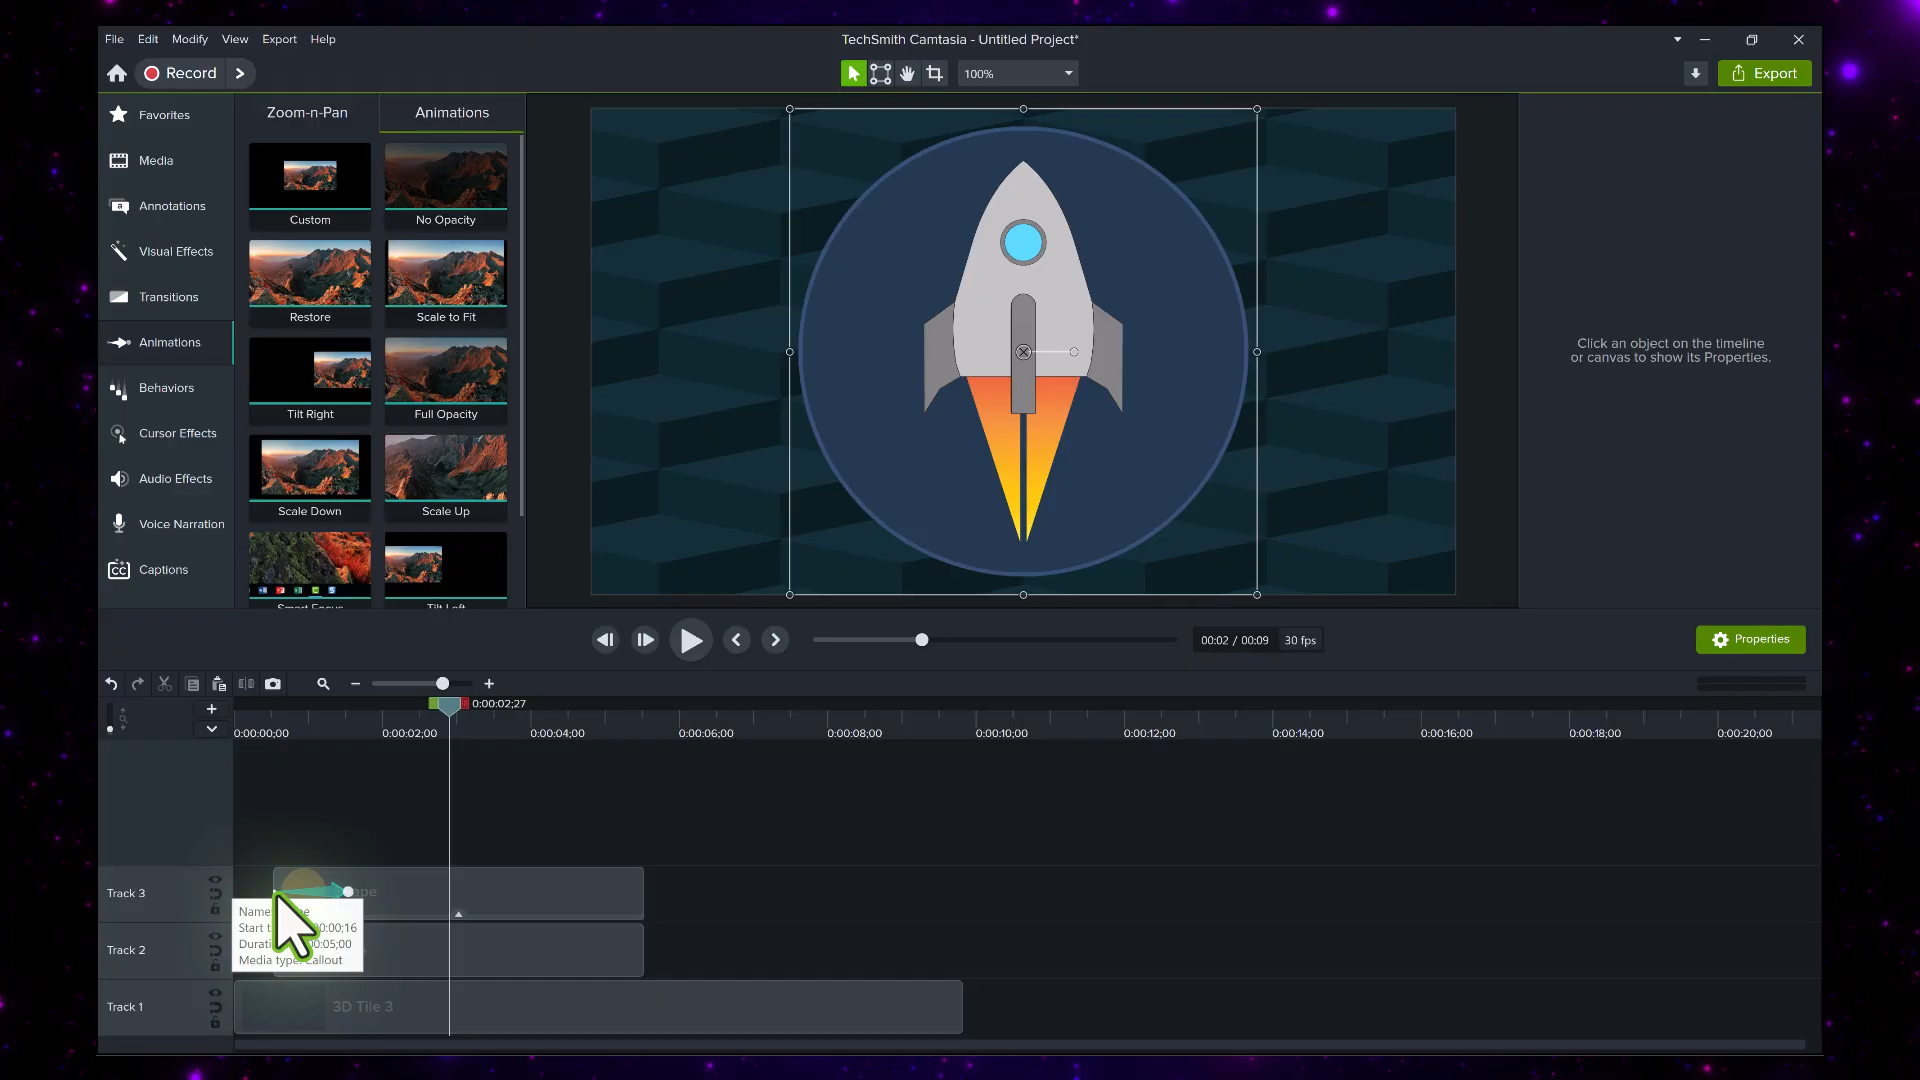 File Edit Modify View Export Help
TechSmith Camtasia - Untitled Project*
Record
100%
Export
Favorites
Media
Annotations
Visual Effects
Transitions
Animations
Behaviors
Cursor Effects
Audio Effects
Voice Narration
Captions
Zoom-n-Pan Animations
Custom No Opacity
Restore Scale to Fit
Tilt Right Full Opacity
Scale Down Scale Up
Smart Focus Tilt Left
Click an object on the timeline
or canvas to show its Properties.
00:02 / 00:09 30 fps
Properties
0:00:02;27
0:00:00;00 0:00:02;00 0:00:04;00 0:00:06;00 0:00:08;00 0:00:10;00 0:00:12;00 0:00:14;00 0:00:16;00 0:00:18;00 0:00:20;00
Track 3
Name:
Start
Media type: Callout
Track 2
Track 1
3D Tile 3